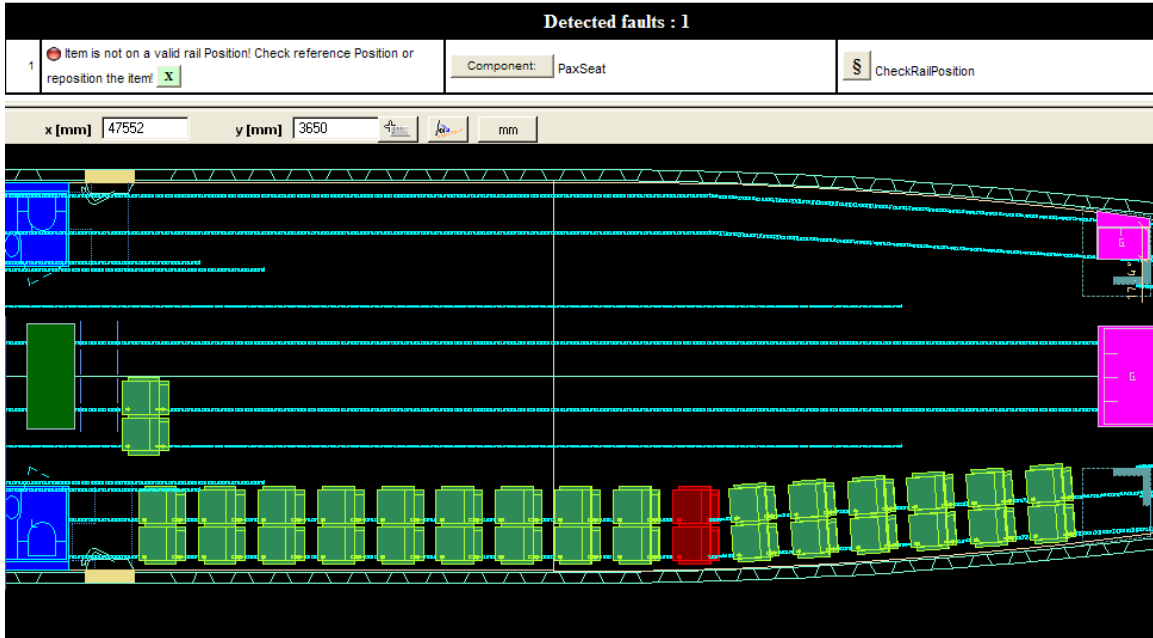 Detected faults : 1
1
Item is not on a valid rail Position! Check reference Position or
reposition the item! X
Component:
PaxSeat
§
CheckRailPosition
x [mm] 47552
y [mm] 3650
mm
G
G